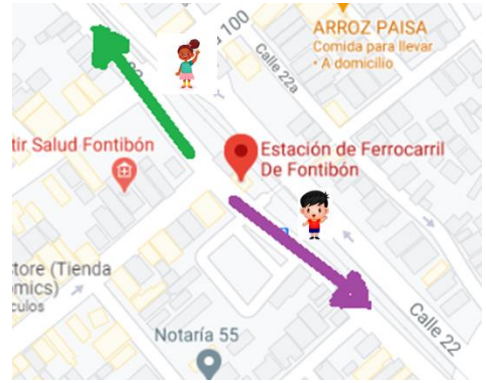 100
ARROZ PAISA
Comida para llevar
• A domicilio
Calle 22a
tir Salud Fontibón
Estación de Ferrocarril
De Fontibón
tore (Tienda
mics)
culos
Notaría 55
Calle 22